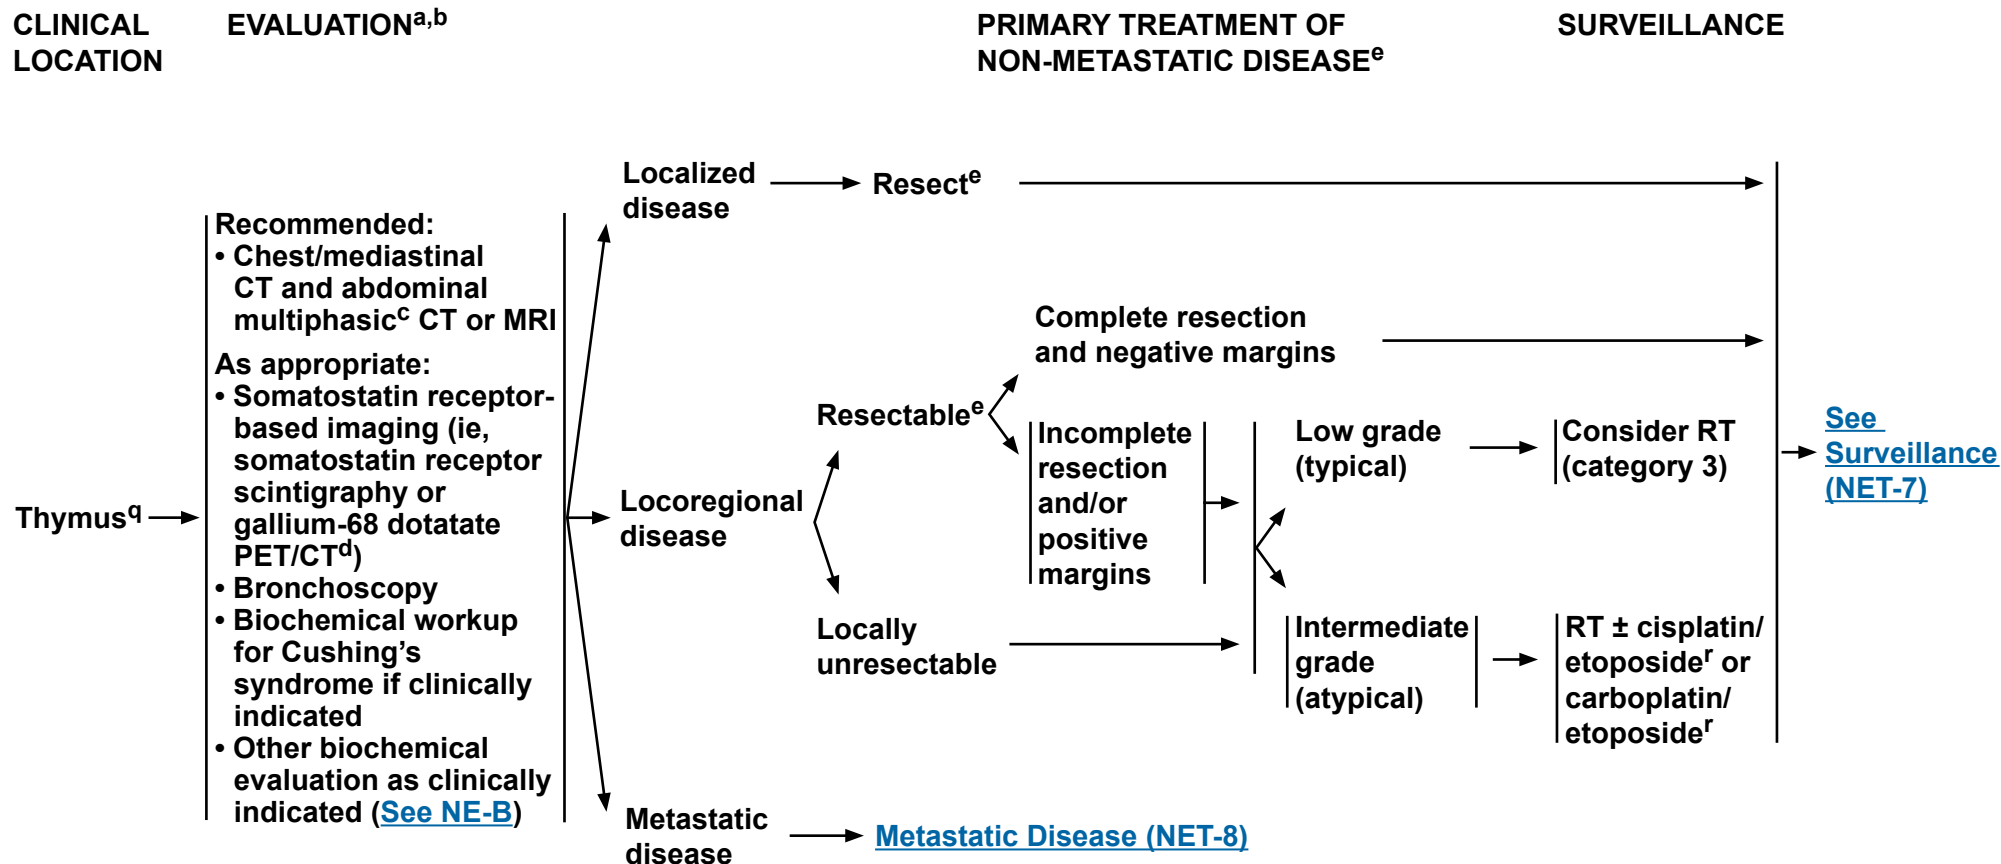 CLINICAL
LOCATION
EVALUATIONa,b
PRIMARY TREATMENT OF
NON-METASTATIC DISEASEe
SURVEILLANCE
Thymusq
Recommended:
• Chest/mediastinal
CT and abdominal
multiphasicc CT or MRI
As appropriate:
• Somatostatin receptor-
based imaging (ie,
somatostatin receptor
scintigraphy or
gallium-68 dotatate
PET/CTd)
• Bronchoscopy
• Biochemical workup
for Cushing’s
syndrome if clinically
indicated
• Other biochemical
evaluation as clinically
indicated (See NE-B)
Localized
disease
Resecte
Locoregional
disease
Resectablee
Complete resection
and negative margins
Incomplete
resection
and/or
positive
margins
Locally
unresectable
Low grade
(typical)
Consider RT
(category 3)
Intermediate
grade
(atypical)
RT ± cisplatin/
etoposider or
carboplatin/
etoposider
See
Surveillance
(NET-7)
Metastatic
disease
Metastatic Disease (NET-8)